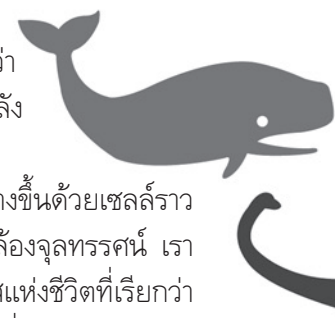 ว่า
ลัง
างขึ้นด้วยเซลล์ราว
ล้องจุลทรรศน์ เรา
สแห่งชีวิตที่เรียกว่า